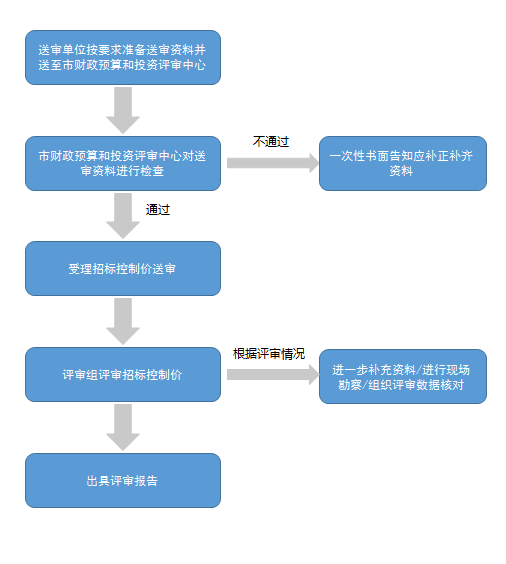 送审单位按要求准备送审资料并
送至市财政预算和投资评审中心
市财政预算和投资评审中心对送
审资料进行检查
不通过
一次性书面告知应补正补齐
资料
通过
受理招标控制价送审
评审组评审招标控制价
根据评审情况
进一步补充资料/进行现场
勘察/组织评审数据核对
出具评审报告